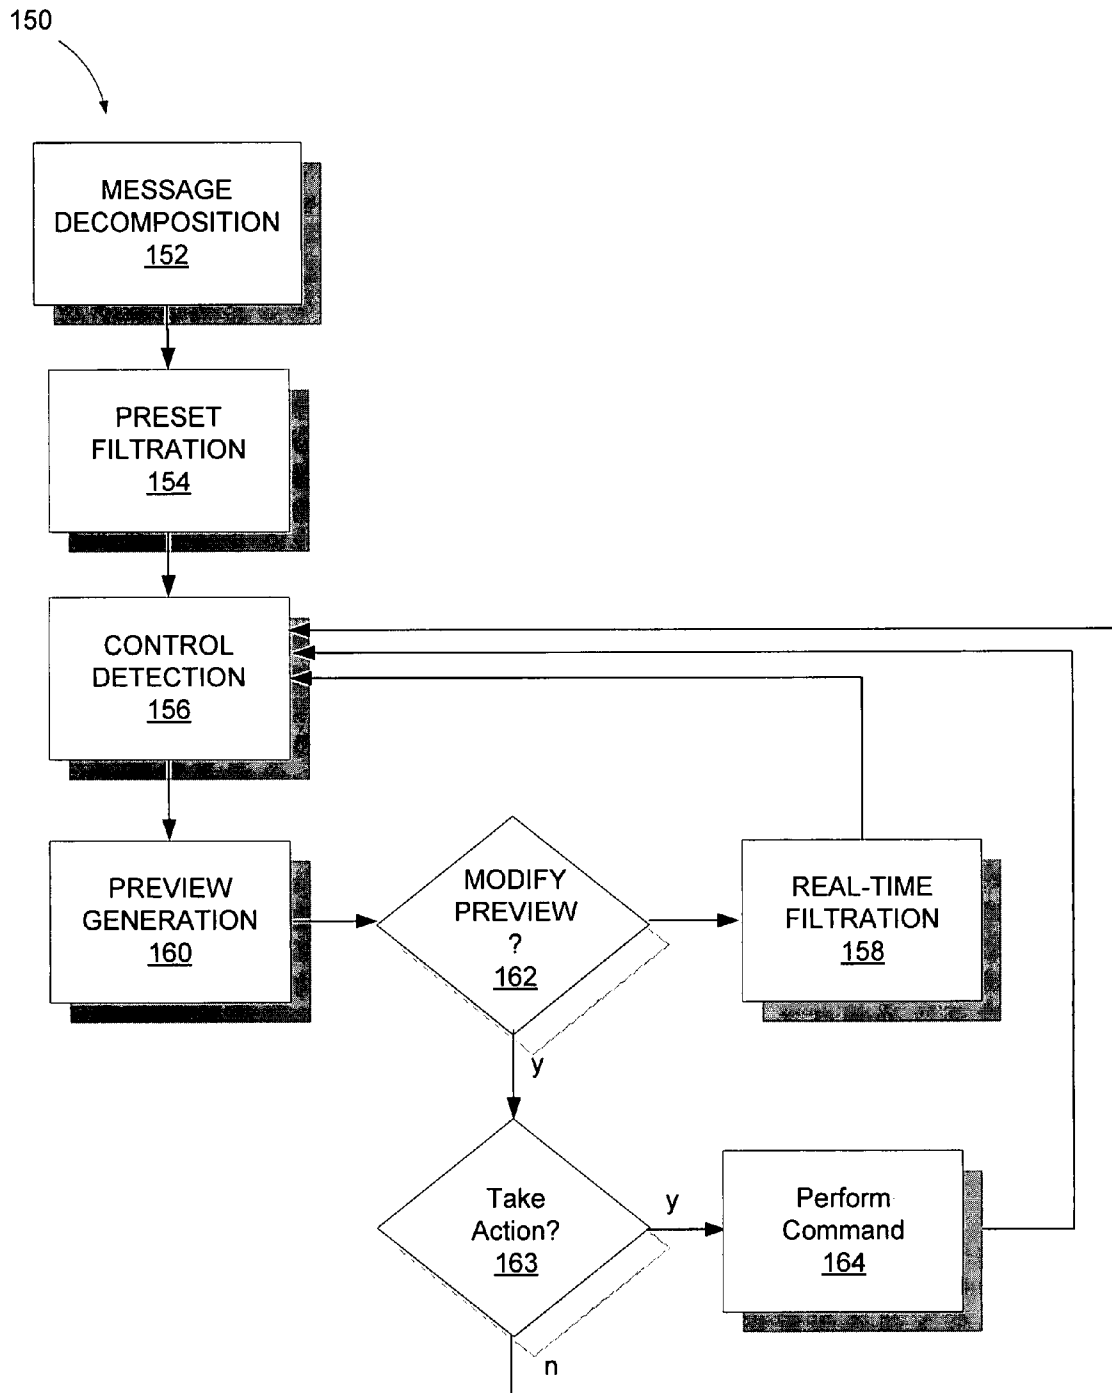 150
MESSAGE
DECOMPOSITION
152
PRESET
FILTRATION
154
CONTROL
DETECTION
156
PREVIEW
GENERATION
160
MODIFY
PREVIEW
?
162
REAL-TIME
FILTRATION
158
y
Take
Action?
163
y
Perform
Command
164
n